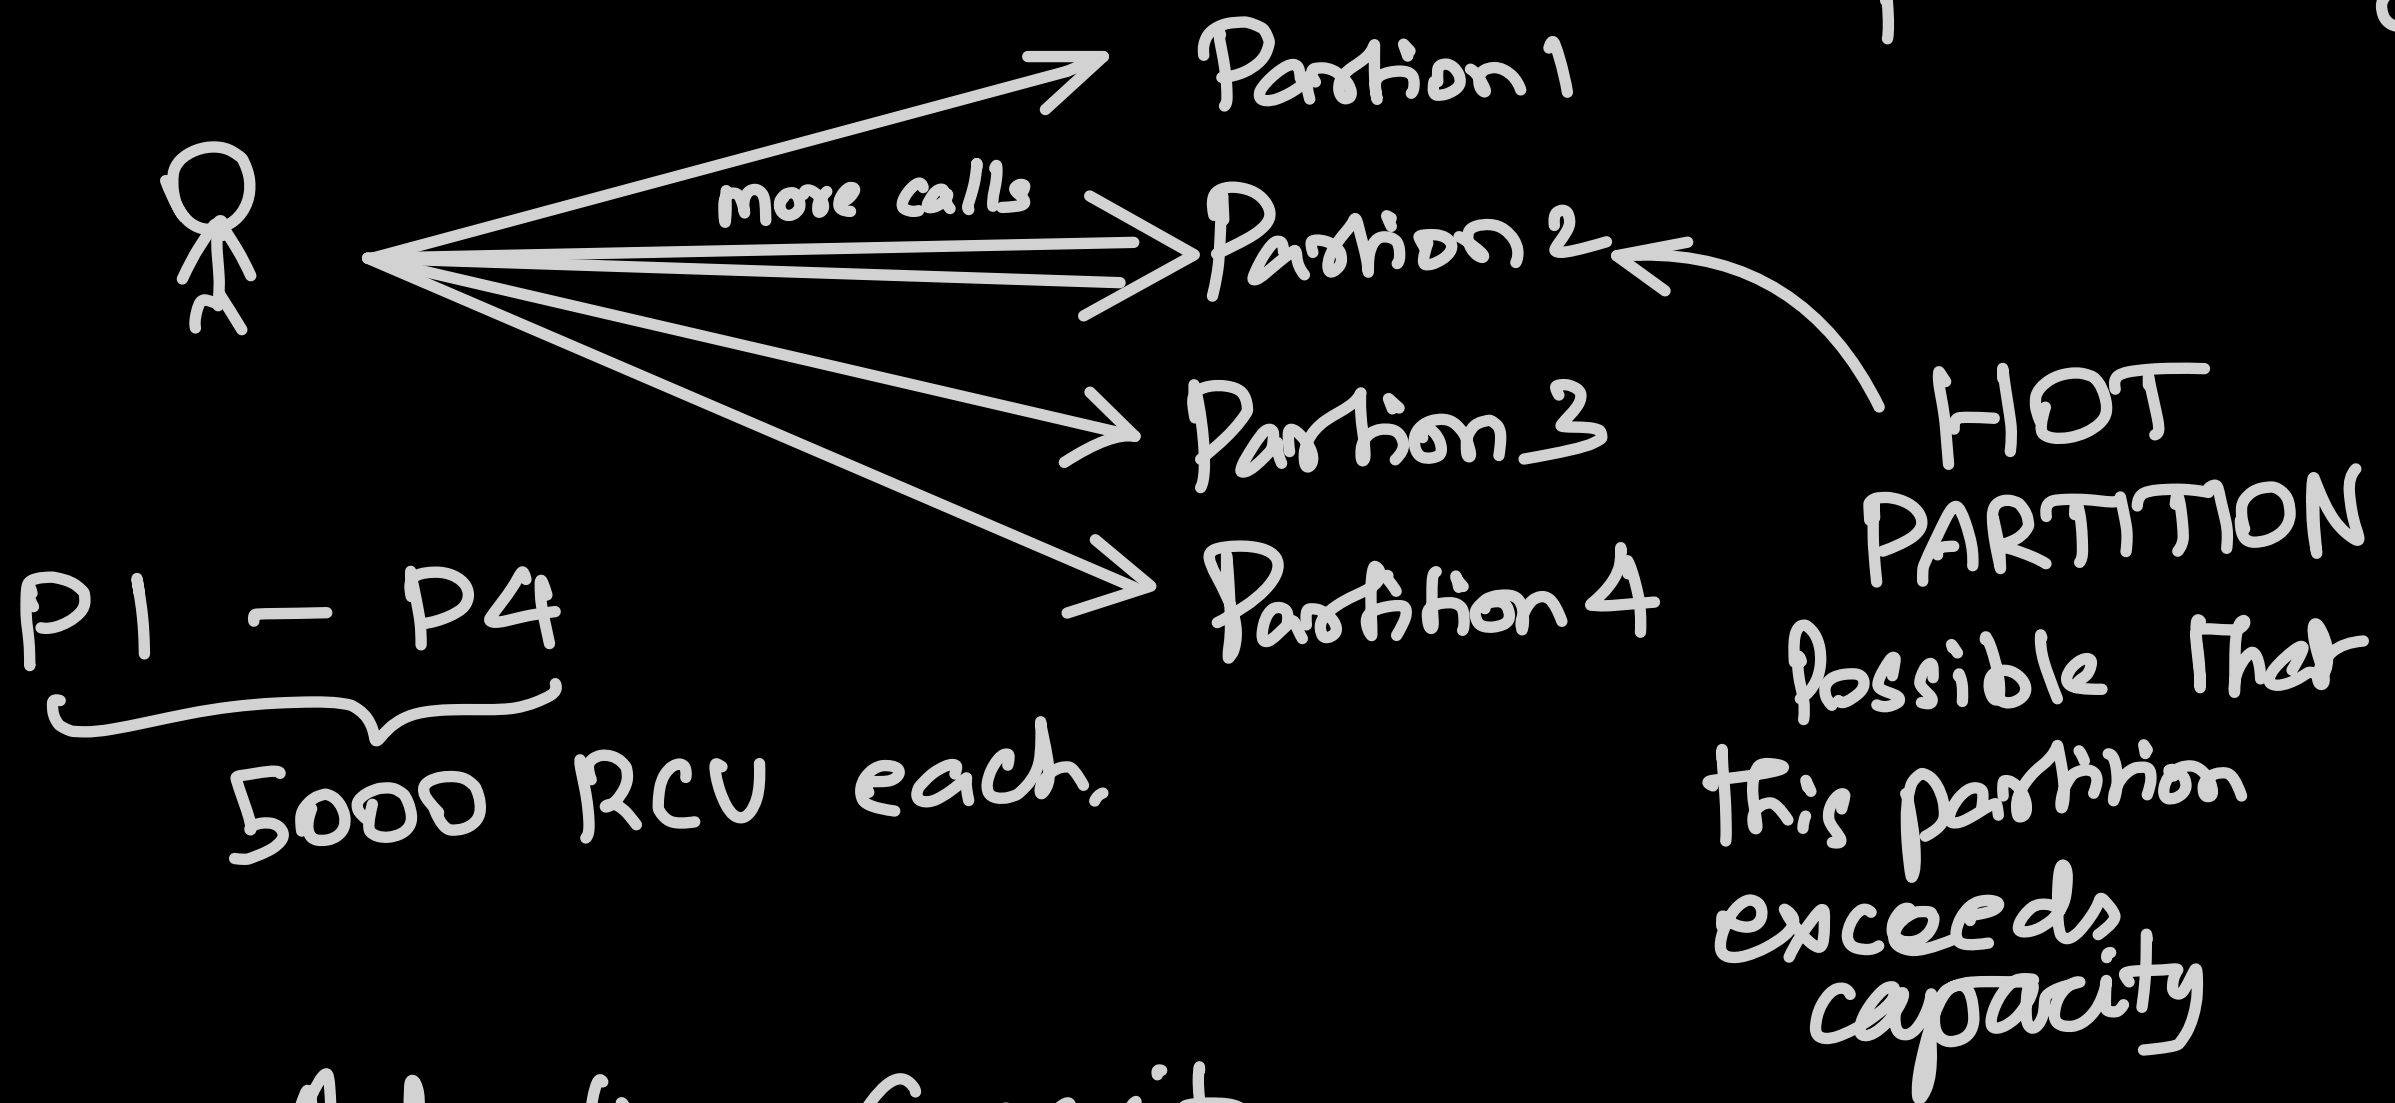 Partion 1
more calls
Partion 2
Partion 3
HOT
PARTITION
Partition 4
P1 - P4
5000 RCU each.
Possible that
this partition
exceeds
capacity